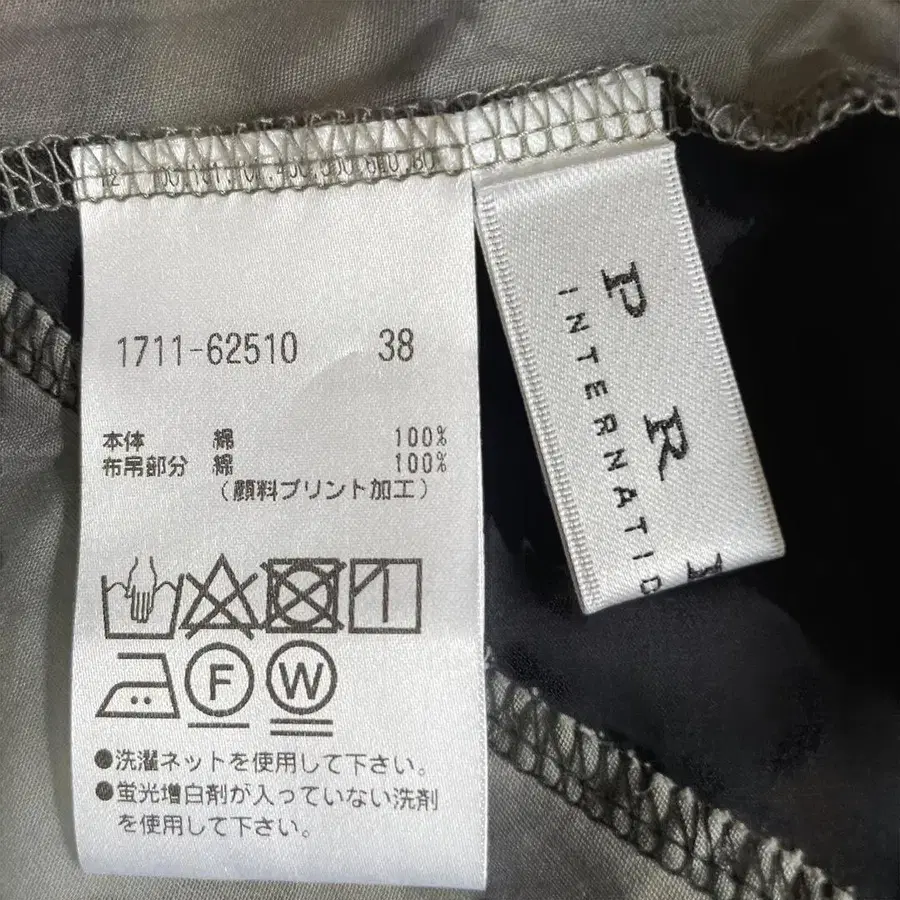 1711-62510 38
本体 綿 100%
布帛部分 綿 100%
(顔料プリント加工)
F W
●洗濯ネットを使用して下さい。
●蛍光増白剤が入っていない洗剤
を使用して下さい。
P R
INTERNATIO